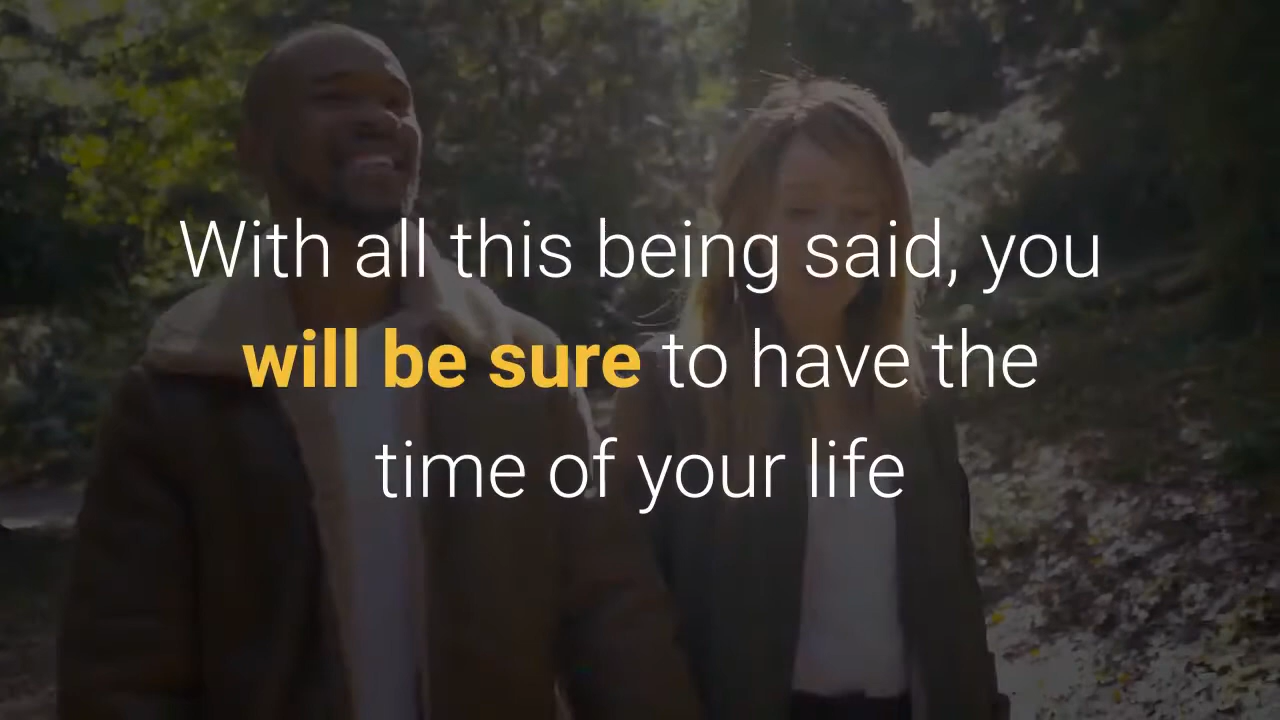 With all this being said, you
will be sure to have the
time of your life